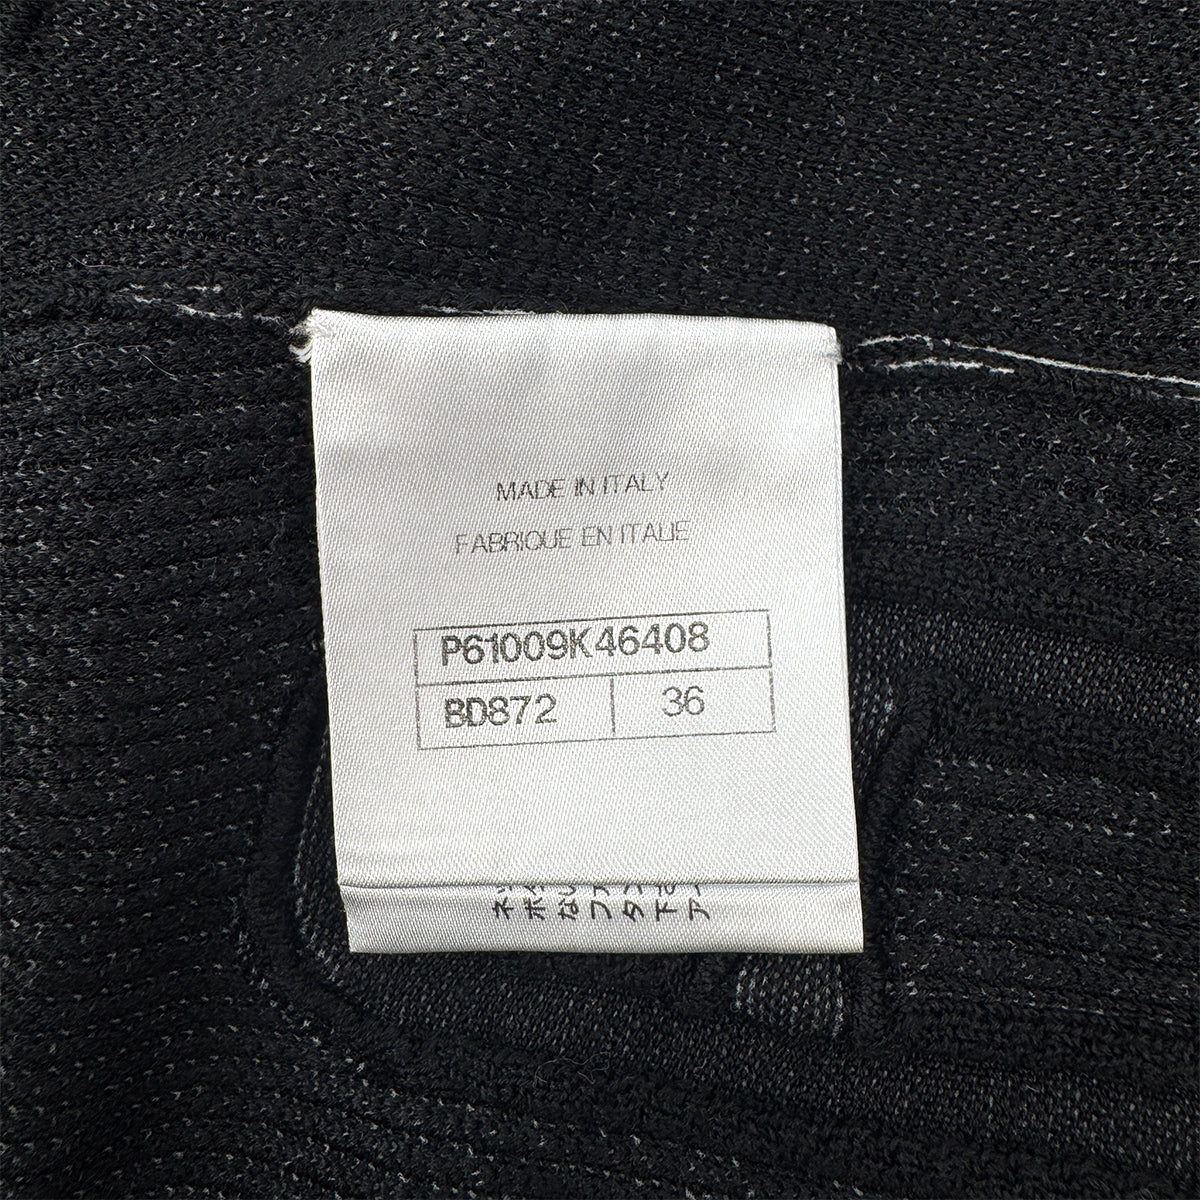 MADE IN ITALY
FABRIQUE EN ITALIE
P61009K46408
BD872 36